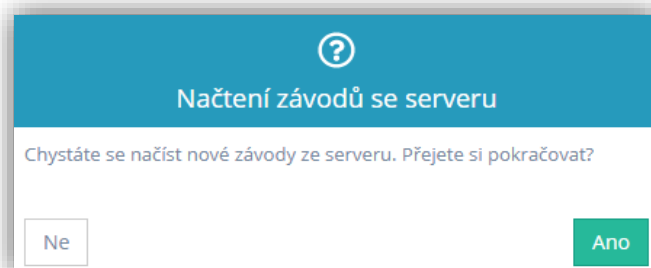 Načtení závodů se serveru
Chystáte se načíst nové závody ze serveru. Přejete si pokračovat?
Ne
Ano